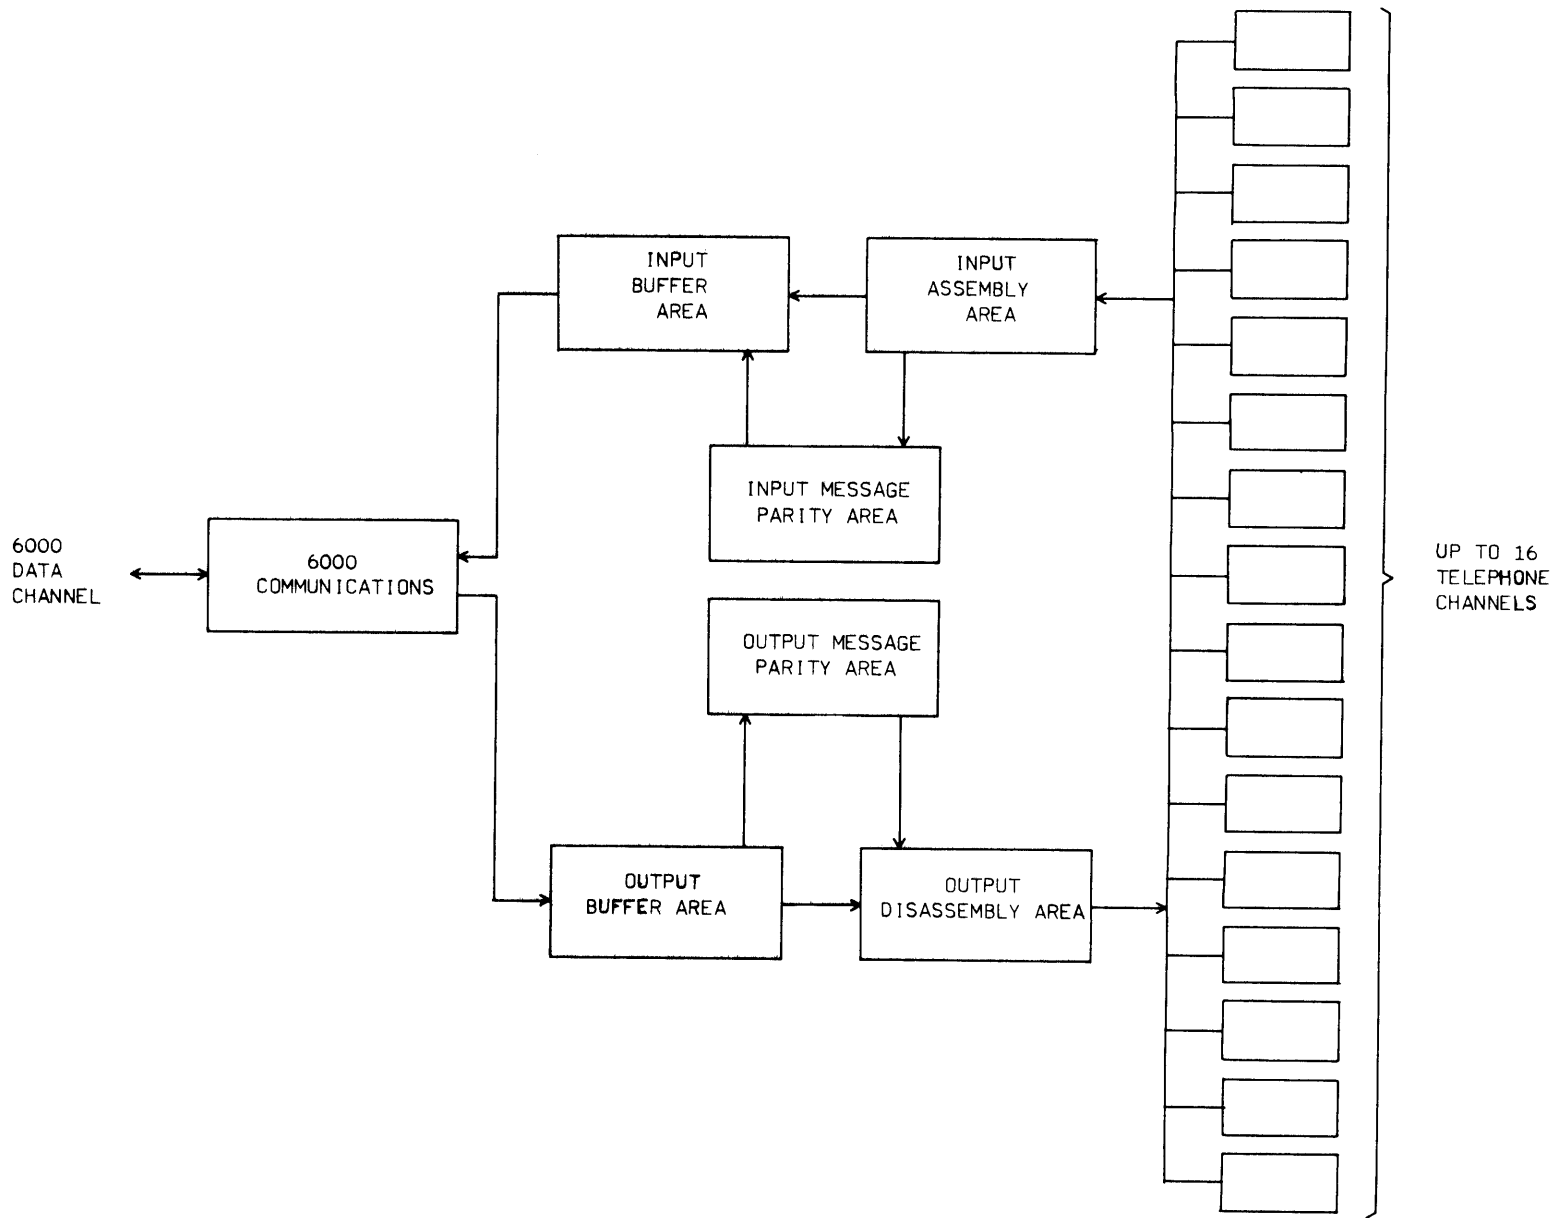 INPUT
BUFFER
AREA
INPUT
ASSEMBLY
AREA
INPUT MESSAGE
PARITY AREA
6000
DATA
CHANNEL
6000
COMMUNICATIONS
UP TO 16
TELEPHONE
CHANNELS
OUTPUT MESSAGE
PARITY AREA
OUTPUT
BUFFER AREA
OUTPUT
DISASSEMBLY AREA